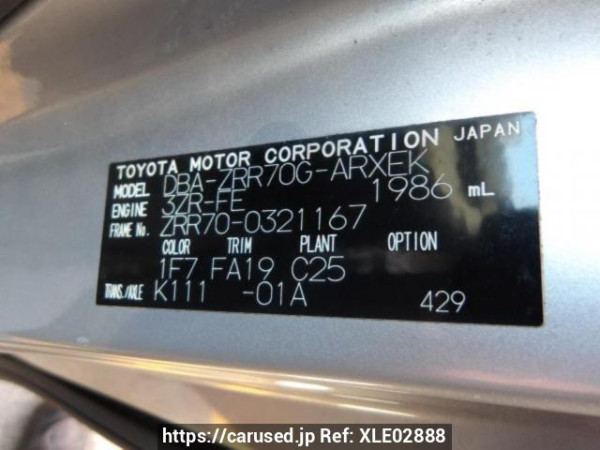 TOYOTA MOTOR CORPORATION JAPAN
MODEL DBA-ZRR70G-ARXEK
ENGINE 3ZR-FE 1986 mL
FRAME No. ZRR70-0321167
COLOR TRIM PLANT OPTION
1F7 FA19 C25
TRANS./AXLE K111 -01A 429
https://carused.jp Ref: XLE02888